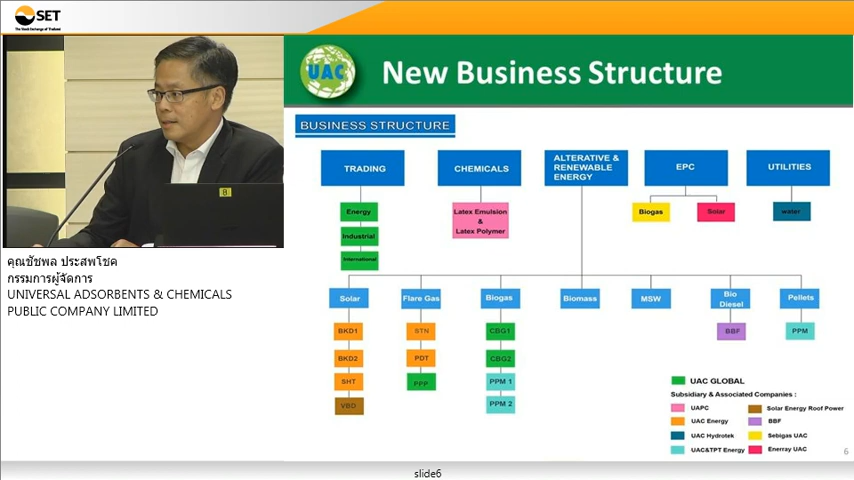 SET
The Stock Exchange of Thailand
UAC
New Business Structure
BUSINESS STRUCTURE
TRADING
CHEMICALS
ALTERATIVE &
RENEWABLE
ENERGY
EPC
UTILITIES
Energy
Industrial
International
Latex Emulsion
&
Latex Polymer
Biogas
Solar
water
Solar
Flare Gas
Biogas
Biomass
MSW
Bio
Diesel
Pellets
BKD1
BKD2
SHT
VBD
STN
PDT
PPP
CBG1
CBG2
PPM 1
PPM 2
BBF
PPM
UAC GLOBAL
Subsidiary & Associated Companies :
UAPC
Solar Energy Roof Power
UAC Energy
BBF
UAC Hydrotek
Sebigas UAC
UAC&TPT Energy
Enerray UAC
6
คุณชัชพล ประสพโชค
กรรมการผู้จัดการ
UNIVERSAL ADSORBENTS & CHEMICALS
PUBLIC COMPANY LIMITED
slide6